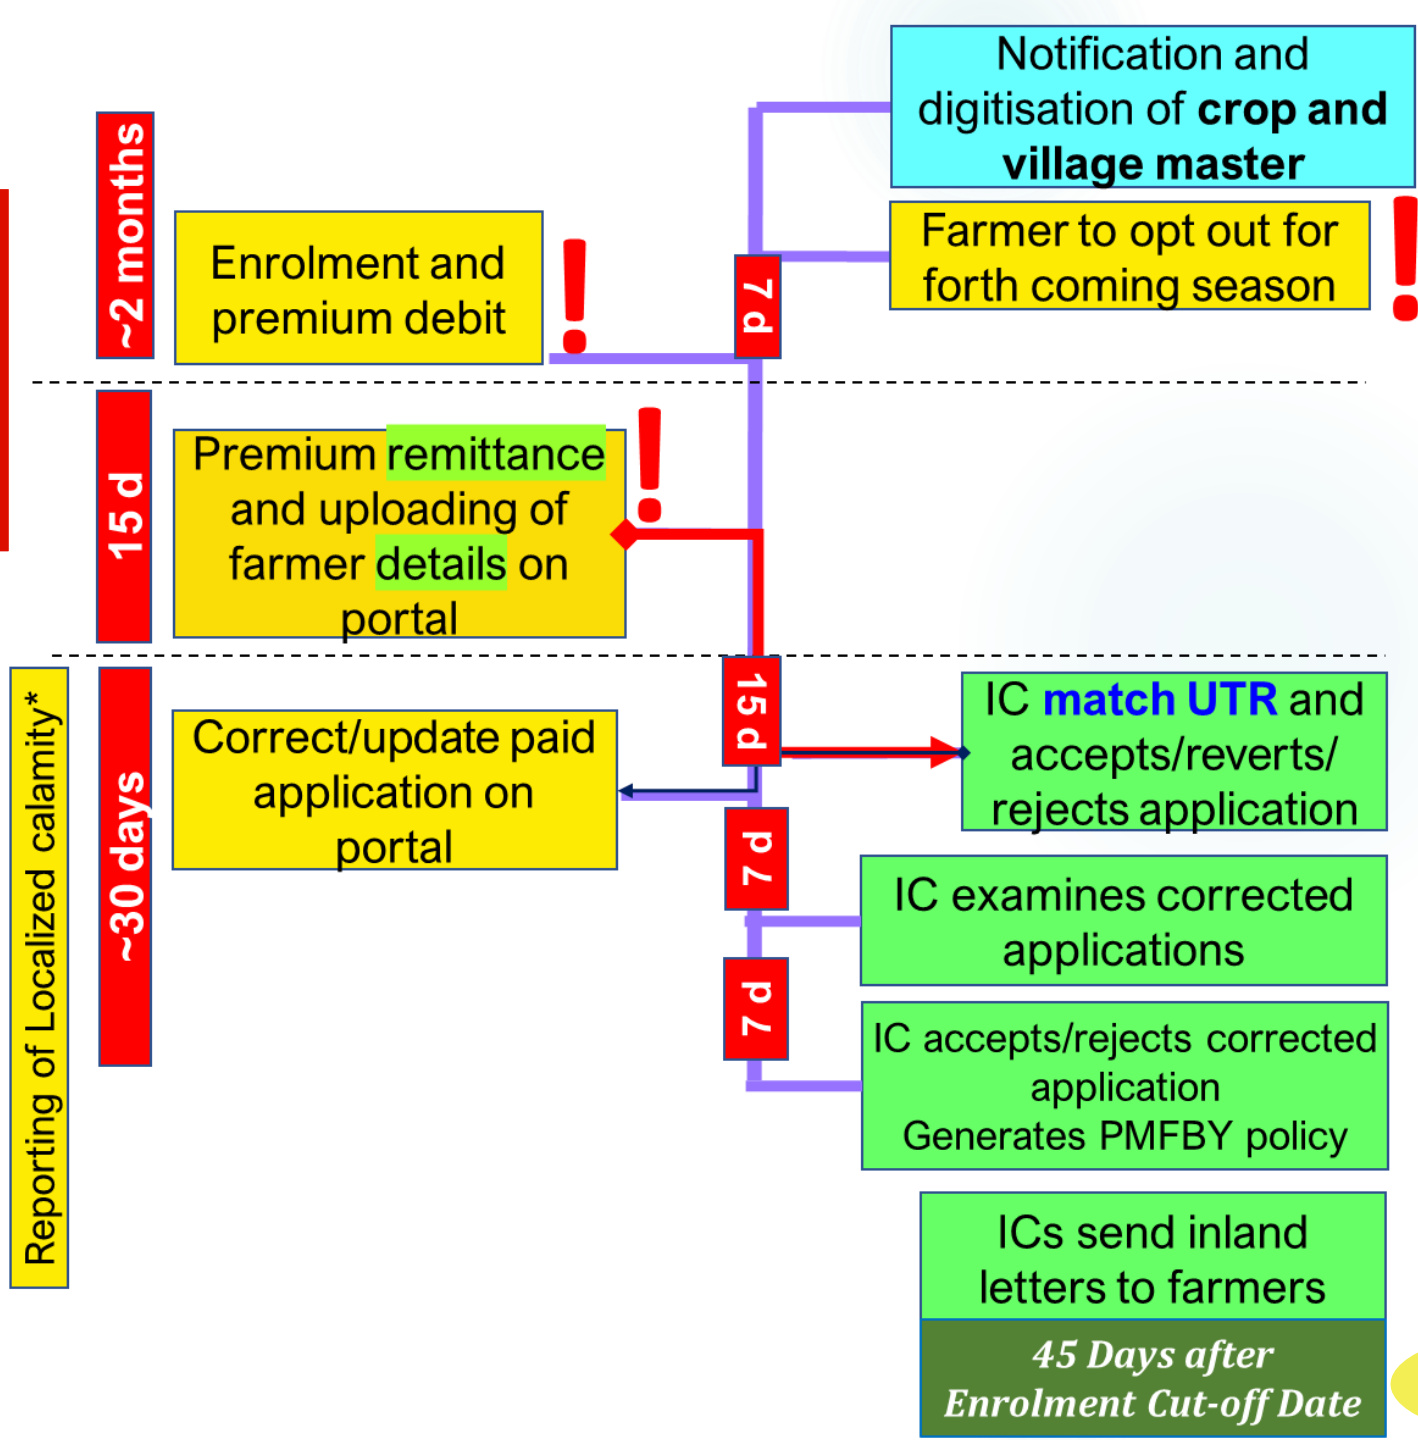 Notification and
digitisation of crop and
village master
~2 months
Farmer to opt out for
forth coming season
Enrolment and
premium debit
!
!
7 d
15 d
Premium remittance
and uploading of
farmer details on
portal
!
Reporting of Localized calamity*
~30 days
15 d
Correct/update paid
application on
portal
IC match UTR and
accepts/reverts/
rejects application
7 d
IC examines corrected
applications
7 d
IC accepts/rejects corrected
application
Generates PMFBY policy
ICs send inland
letters to farmers
45 Days after
Enrolment Cut-off Date